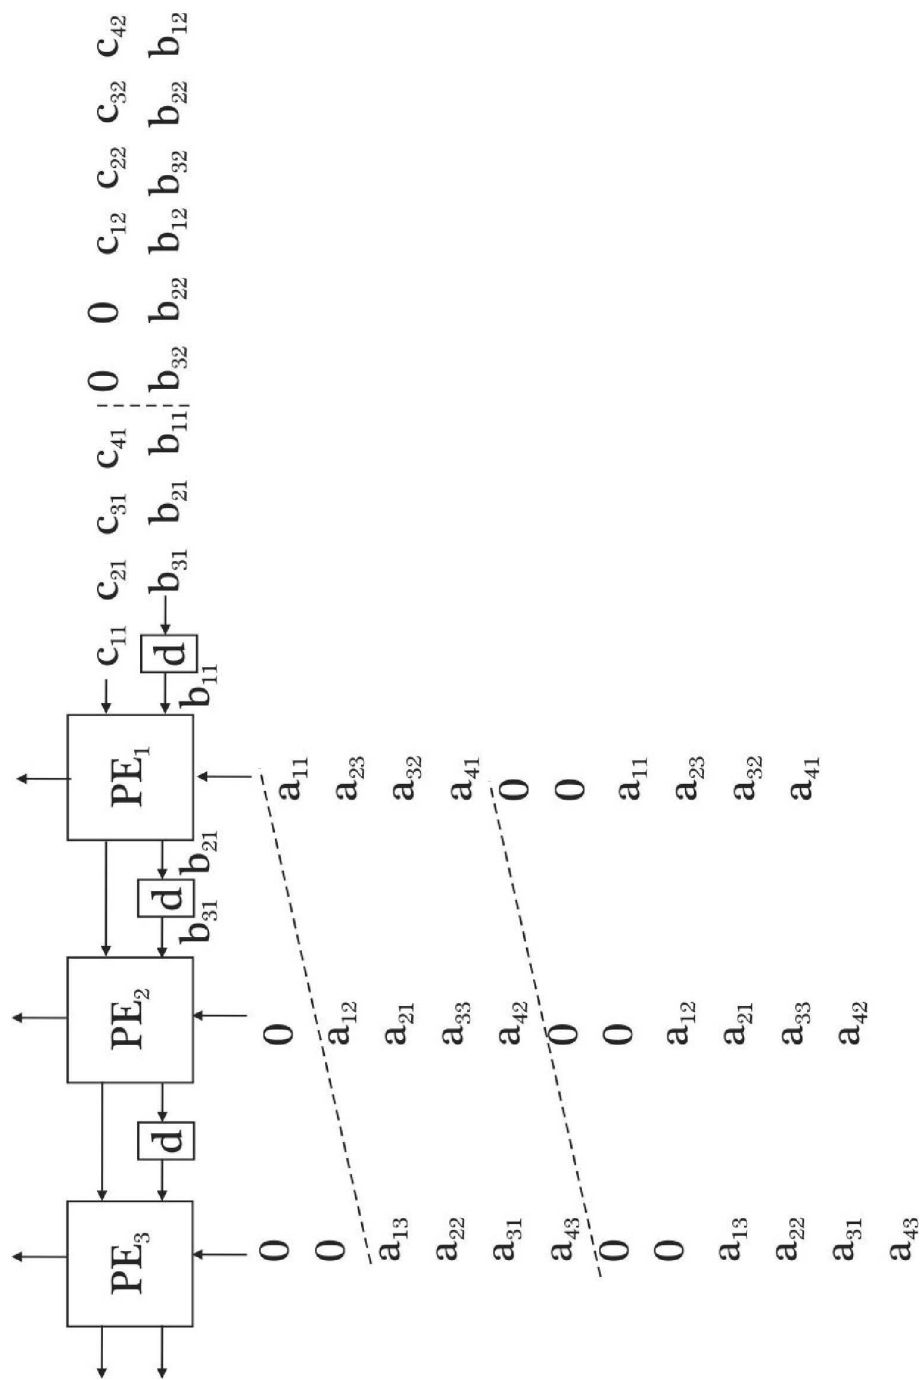 c₁₁ c₂₁ c₃₁ c₄₁ 0 0 c₁₂ c₂₂ c₃₂ c₄₂
PE₃ PE₂ PE₁
d d d b₃₁ b₂₁ b₁₁ b₃₂ b₂₂ b₁₂ b₃₂ b₂₂ b₁₂
b₃₁ b₂₁ b₁₁
0 0 a₁₁
0 a₁₂ a₂₃
a₁₃ a₂₁ a₃₂
a₂₂ a₃₃ a₄₁
a₃₁ a₄₂ 0
a₄₃ 0 0
0 0 a₁₁
0 a₁₂ a₂₃
a₁₃ a₂₁ a₃₂
a₂₂ a₃₃ a₄₁
a₃₁ a₄₂
a₄₃